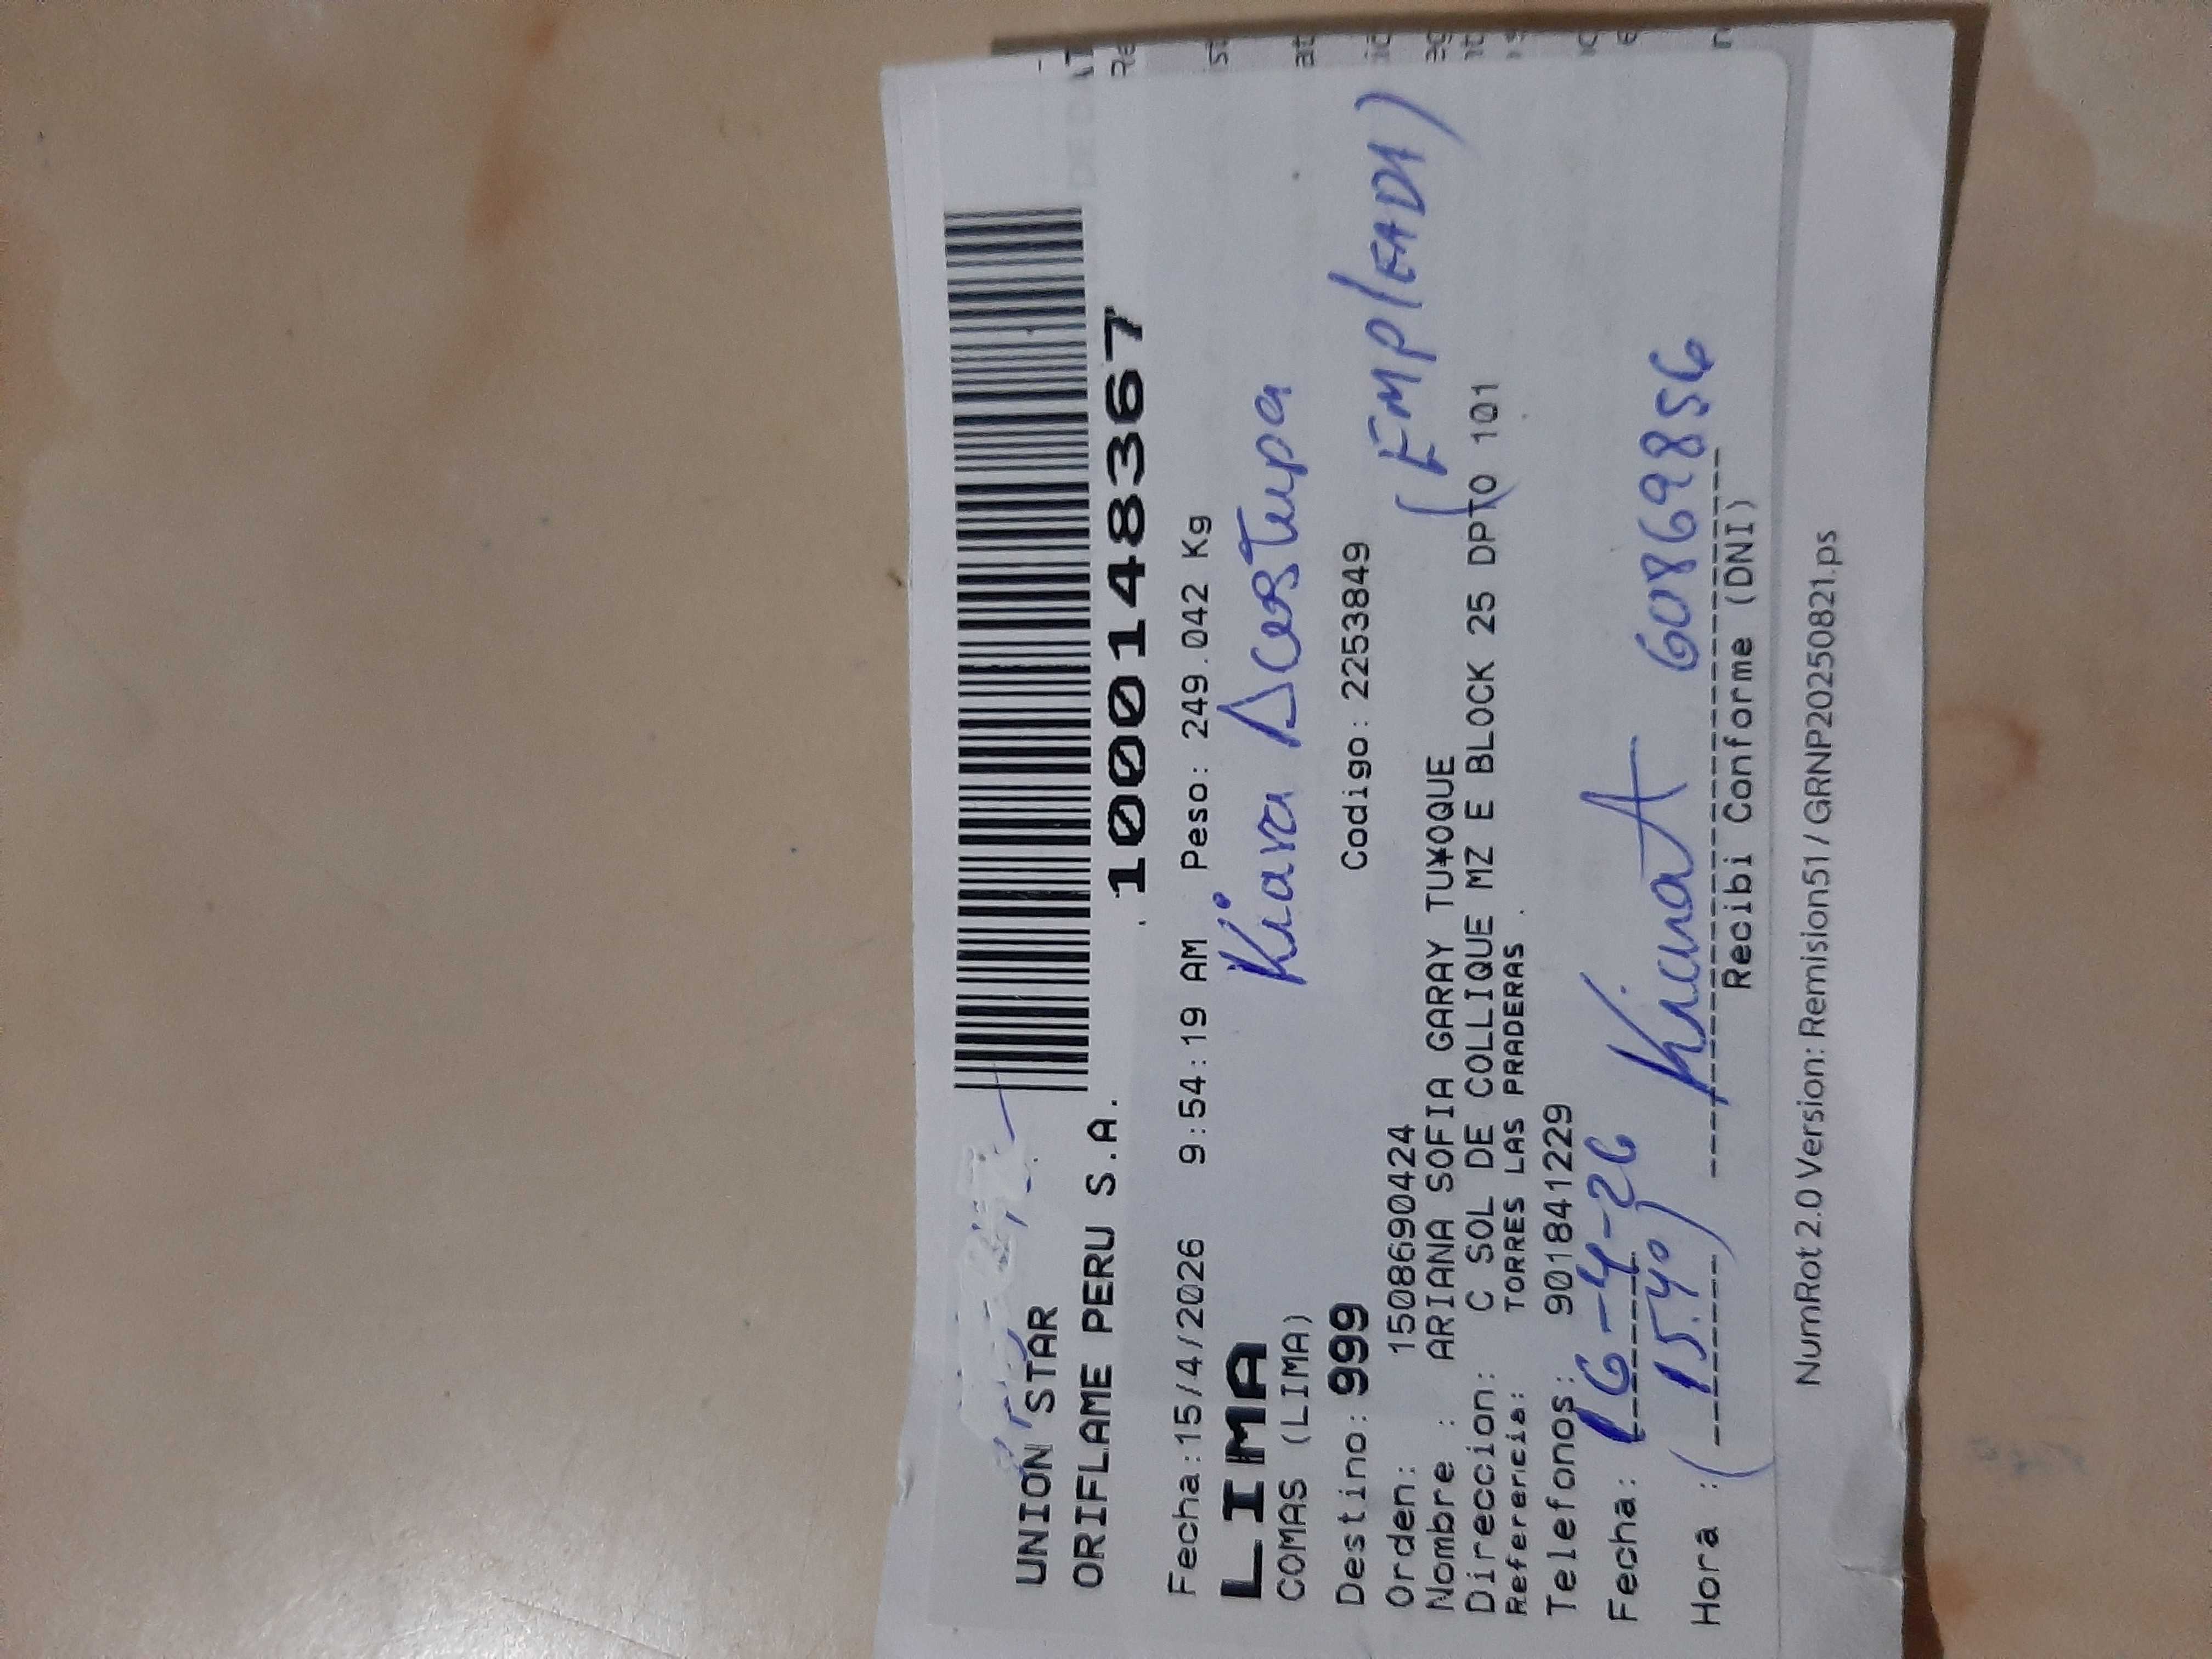 UNION STAR
ORIFLAME PERU S.A.
1000148367
Fecha:15/4/2026 9:54:19 AM Peso: 249.042 Kg
LIMA
Kiara
COMAS (LIMA)
Destino: 999 Codigo: 2253849
(EMPlEADA)
Orden: 1508690424
Nombre : ARIANA SOFIA GARAY TU¥OQUE
Direccion: C SOL DE COLLIQUE MZ E BLOCK 25 DPTO 101
Referencia: TORRES LAS PRADERAS .
Telefonos: 901841229
Fecha: 16-4-26
Hora :( 15.40 ) Kiara A 60869856
Recibi Conforme (DNI)
NumRot 2.0 Version: Remision51 / GRNP20250821.ps